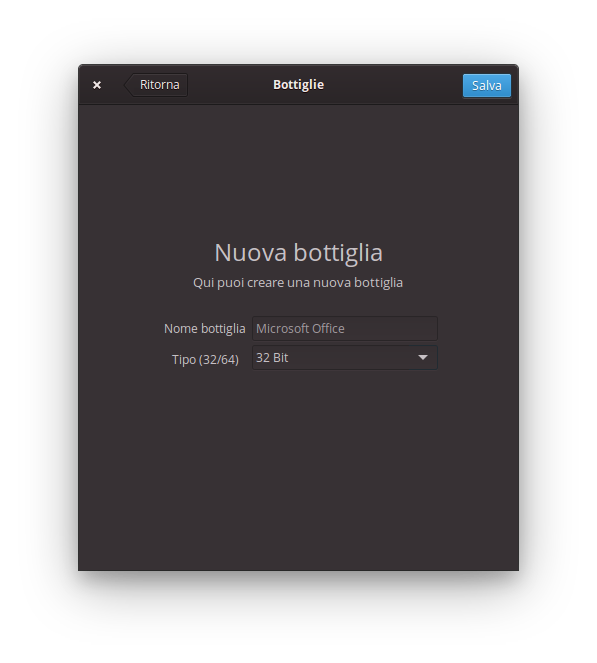 Ritorna
Bottiglie
Salva
Nuova bottiglia
Qui puoi creare una nuova bottiglia
Nome bottiglia Microsoft Office
Tipo (32/64) 32 Bit